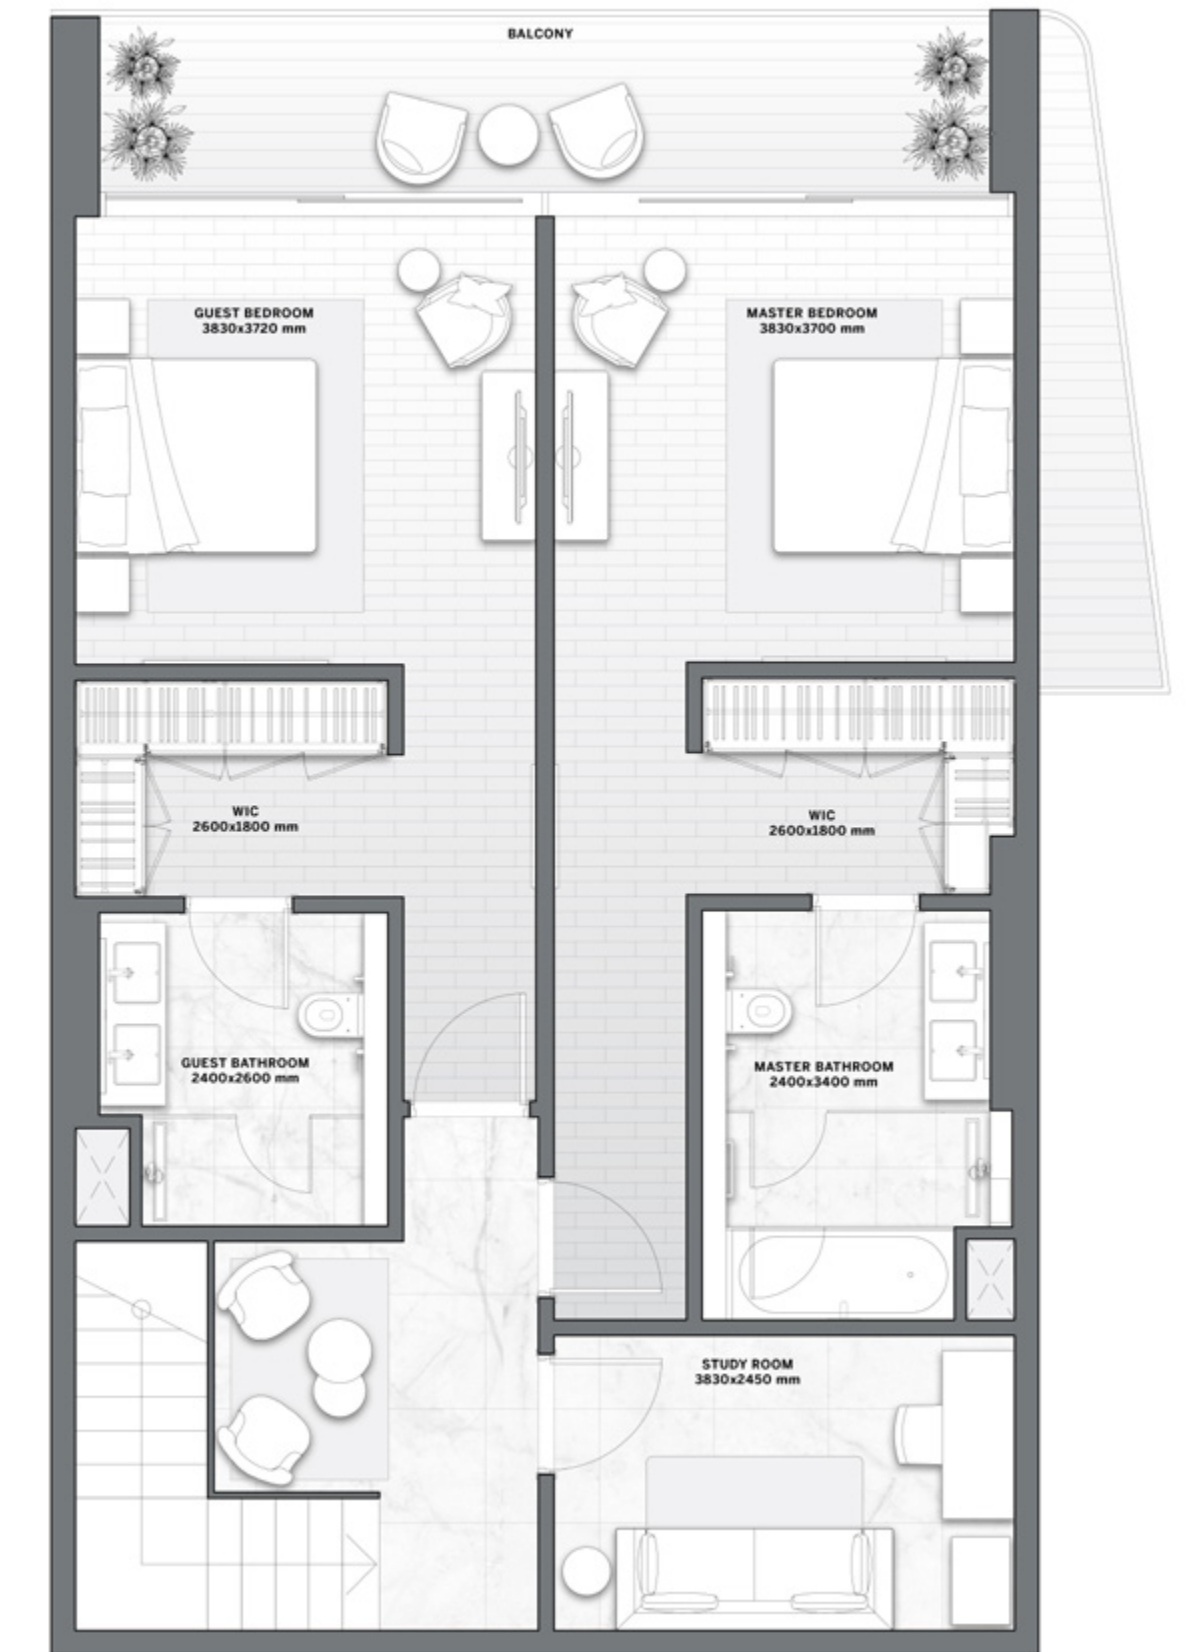 BALCONY
GUEST BEDROOM
3830x3720 mm
MASTER BEDROOM
3830x3700 mm
WIC
2600x1800 mm
WIC
2600x1800 mm
GUEST BATHROOM
2400x2600 mm
MASTER BATHROOM
2400x3400 mm
STUDY ROOM
3830x2450 mm